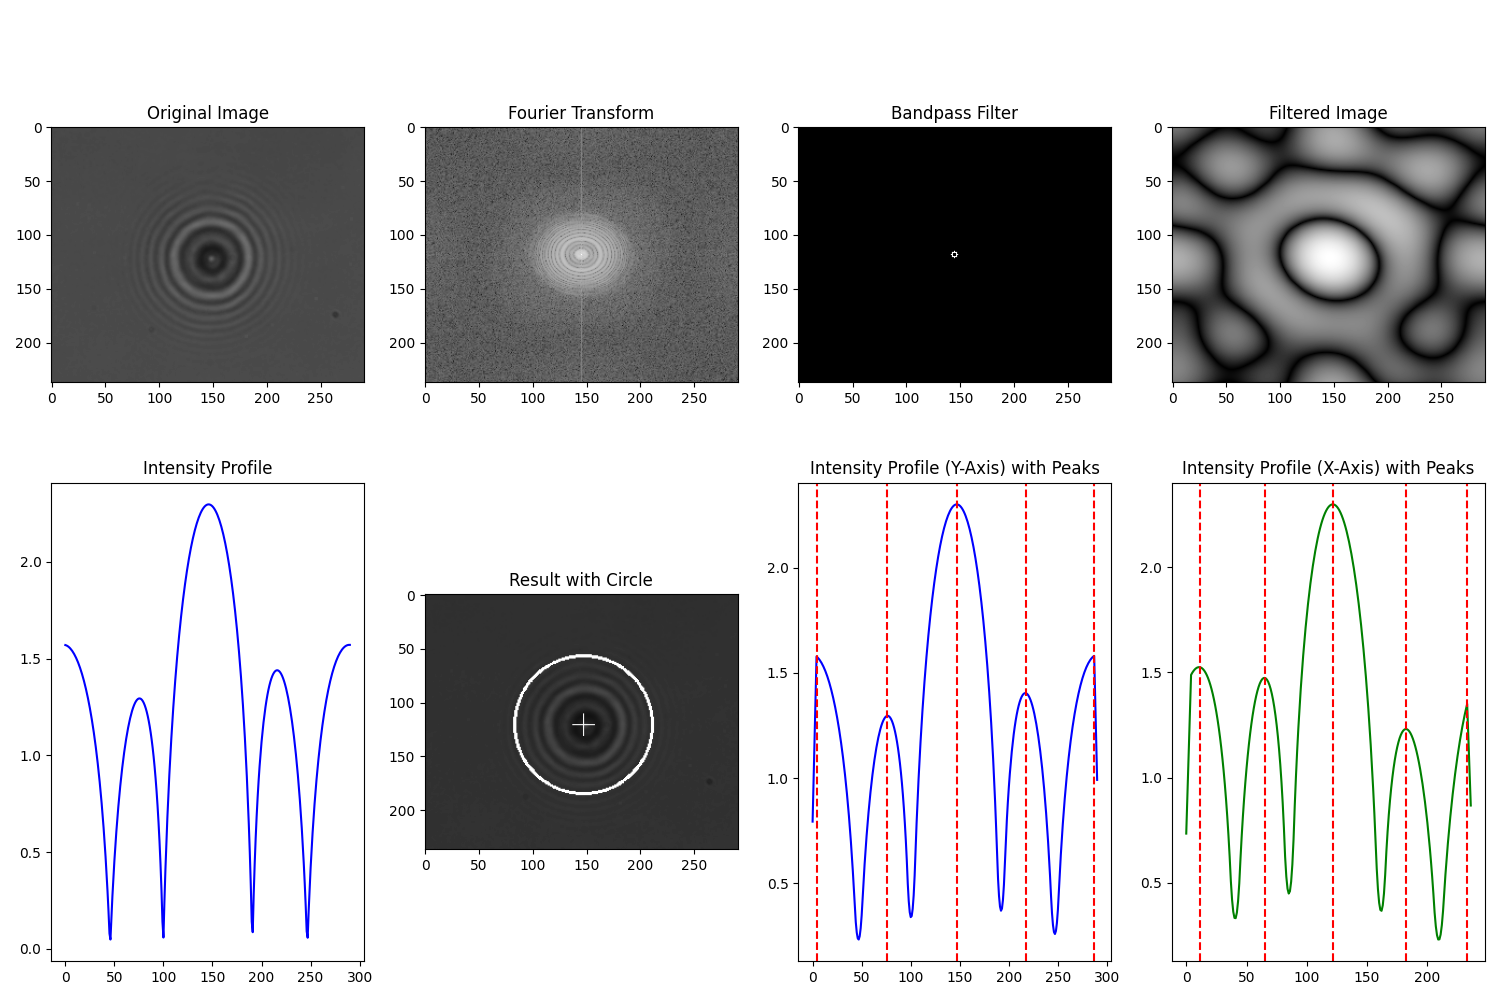 Original Image
Fourier Transform
Bandpass Filter
Filtered Image
0
50
100
150
200
0 50 100 150 200 250
0
50
100
150
200
0 50 100 150 200 250
0
50
100
150
200
0 50 100 150 200 250
0
50
100
150
200
0 50 100 150 200 250
Intensity Profile
2.0
1.5
1.0
0.5
0.0
0 50 100 150 200 250 300
Result with Circle
0
50
100
150
200
0 50 100 150 200 250
Intensity Profile (Y-Axis) with Peaks
2.0
1.5
1.0
0.5
0 50 100 150 200 250 300
Intensity Profile (X-Axis) with Peaks
2.0
1.5
1.0
0.5
0 50 100 150 200